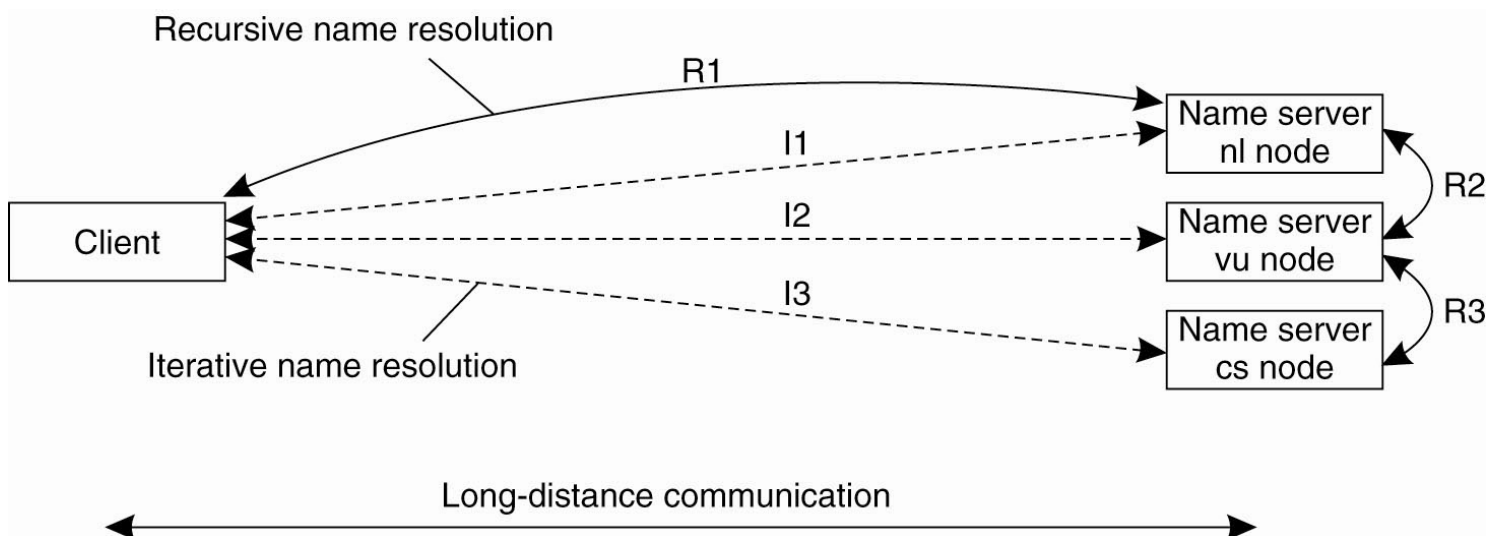 Recursive name resolution
R1
Name server
nl node
I1
R2
Client
I2
Name server
vu node
I3
R3
Name server
cs node
Iterative name resolution
Long-distance communication